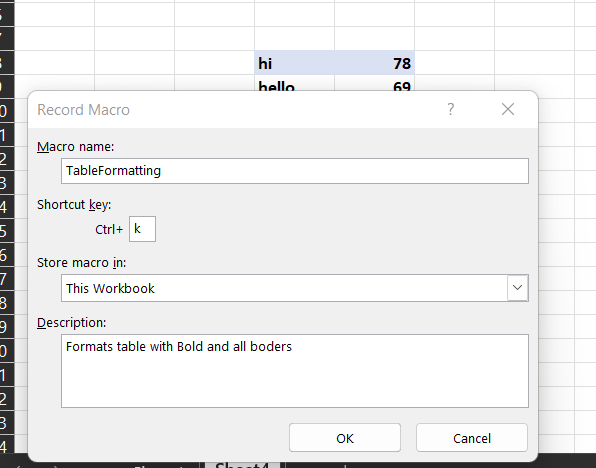 hi 78
hello 69
Record Macro ?
Macro name:
TableFormatting
Shortcut key:
Ctrl+ k
Store macro in:
This Workbook
Description:
Formats table with Bold and all boders
OK Cancel
Sheet4